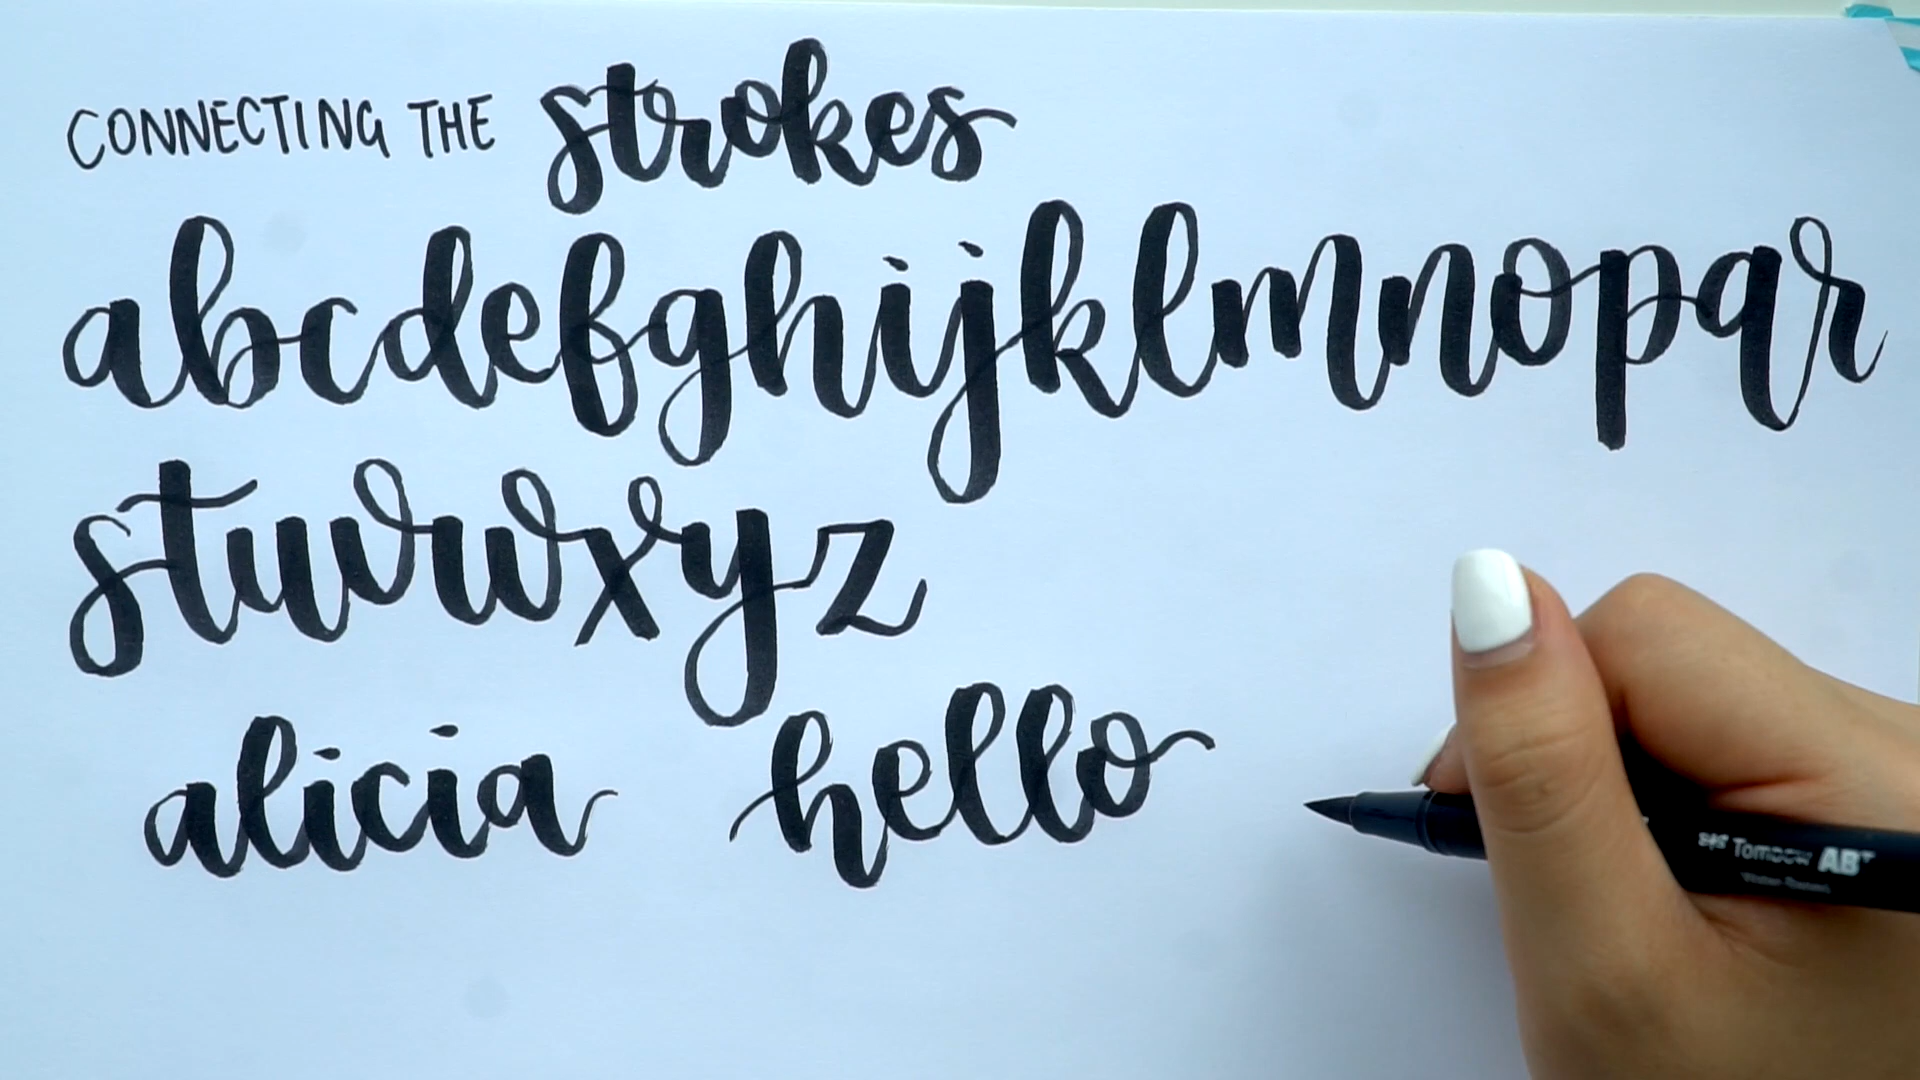 CONNECTING THE strokes
abcdefghijklmnopqr
stuvwxyz
alicia hello
Tombow ABT